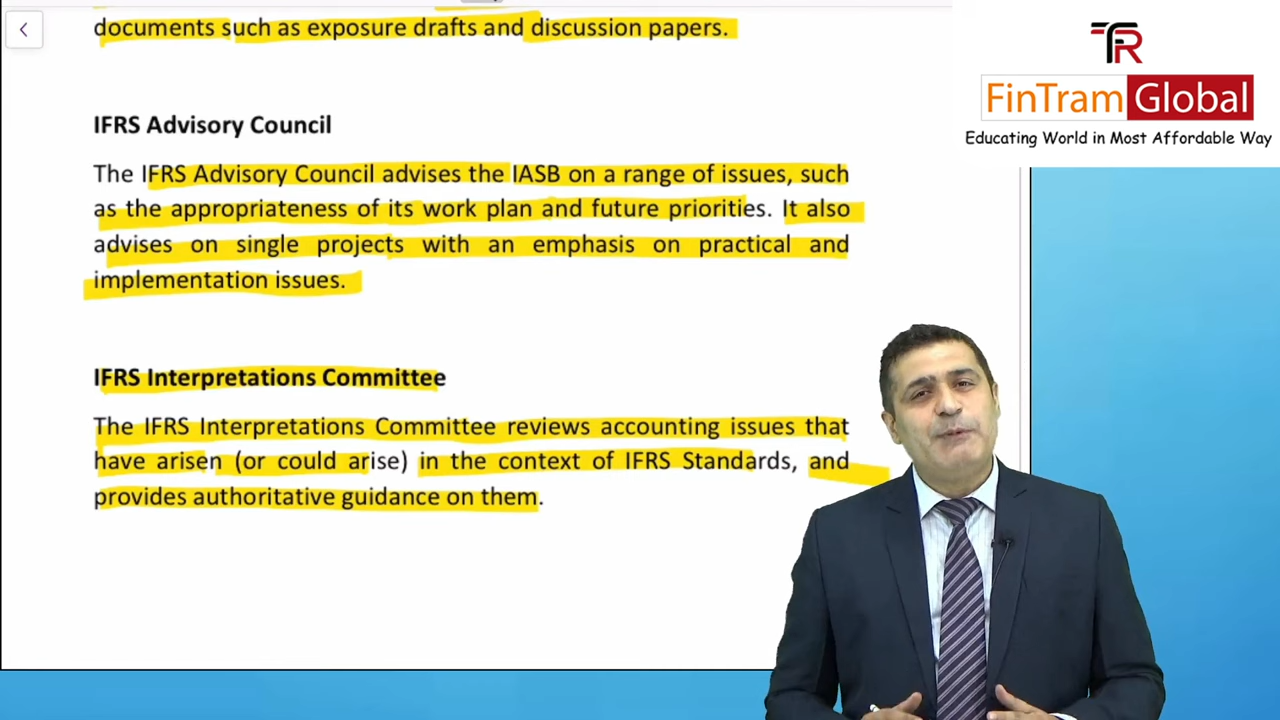 documents such as exposure drafts and discussion papers.
IFRS Advisory Council
The IFRS Advisory Council advises the IASB on a range of issues, such
as the appropriateness of its work plan and future priorities. It also
advises on single projects with an emphasis on practical and
implementation issues.
IFRS Interpretations Committee
The IFRS Interpretations Committee reviews accounting issues that
have arisen (or could arise) in the context of IFRS Standards, and
provides authoritative guidance on them.
FR
FinTram Global
Educating World in Most Affordable Way